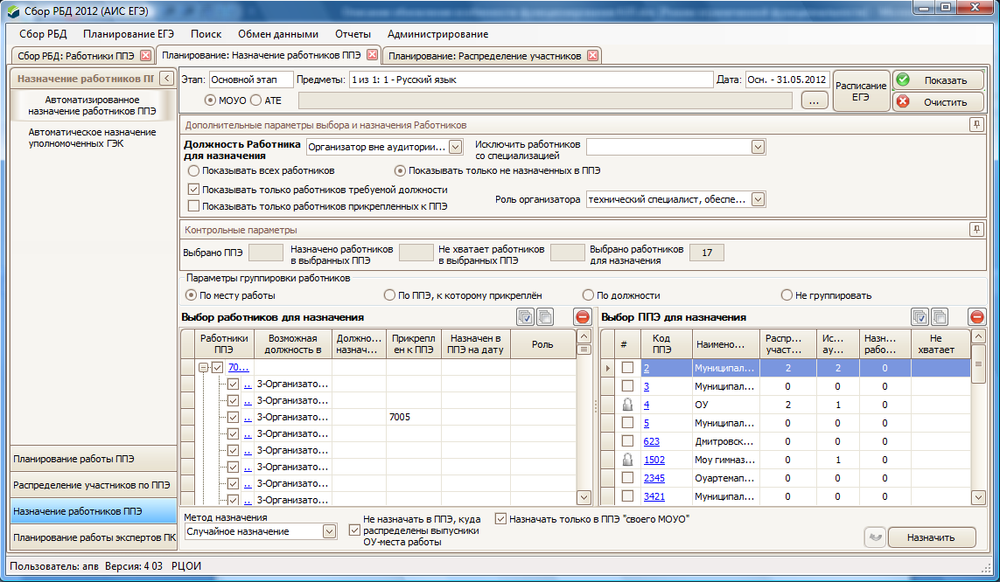 Сбор РБД 2012 (АИС ЕГЭ)
Сбор РБД Планирование ЕГЭ Поиск Обмен данными Отчеты Администрирование
Сбор РБД: Работники ППЭ Планирование: Назначение работников ППЭ Планирование: Распределение участников
Назначение работников ПГ <
Автоматизированное
назначение работников ППЭ
Автоматическое назначение
уполномоченных ГЭК
Планирование работы ППЭ
Распределение участников по ППЭ
Назначение работников ППЭ
Планирование работы экспертов ПК
Этап: Основной этап Предметы: 1 из 1: 1 - Русский язык Дата: Осн. - 31.05.2012
МОУО АТЕ ...
Расписание
ЕГЭ
Показать
Очистить
Дополнительные параметры выбора и назначения Работников
Должность Работника
для назначения
Организатор вне аудитории...
Исключить работников
со специализацией
Показывать всех работников Показывать только не назначенных в ППЭ
Показывать только работников требуемой должности
Показывать только работников прикрепленных к ППЭ
Роль организатора технический специалист, обеспе...
Контрольные параметры
Выбрано ППЭ
Назначено работников
в выбранных ППЭ
Не хватает работников
в выбранных ППЭ
Выбрано работников
для назначения
17
Параметры группировки работников
По месту работы По ППЭ, к которому прикреплён По должности Не группировать
Выбор работников для назначения
Работники
ППЭ
Возможная
должность в
Должно...
назнач...
Прикрепл
ен к ППЭ
Назначен в
ППЭ на дату
Роль
70...
.. 3-Организато...
.. 3-Организато...
.. 3-Организато... 7005
.. 3-Организато...
.. 3-Организато...
.. 3-Организато...
.. 3-Организато...
.. 3-Организато...
Выбор ППЭ для назначения
#
Код
ППЭ
Наимено...
Распр...
участ...
Ис...
ау...
Назн...
рабо...
Не
хватает
2 Муниципал... 2 2 0
3 Муниципал... 0 0 0
4 ОУ 2 1 0
5 Муниципал... 0 0 0
623 Дмитровск... 0 0 0
1502 Моу гимназ... 0 1 0
2345 Оуартемап... 0 0 0
3421 Муниципал... 0 0 0
Метод назначения
Случайное назначение
Не назначать в ППЭ, куда
распределены выпусники
ОУ-места работы
Назначать только в ППЭ "своего МОУО"
Назначить
Пользователь: апв Версия: 4 03 РЦОИ